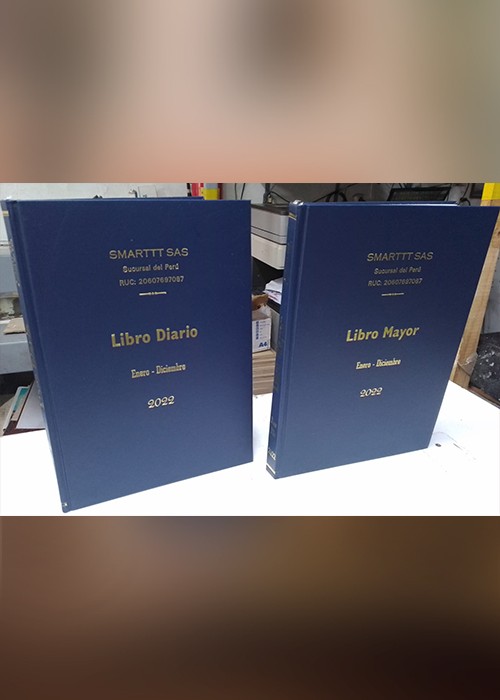 SMARTTT SAS
Sucursal del Perú
RUC: 20607697087
Libro Diario
Enero - Diciembre
2022
SMARTTT SAS
Sucursal del Perú
RUC: 20607697087
Libro Mayor
Enero - Diciembre
2022
A4